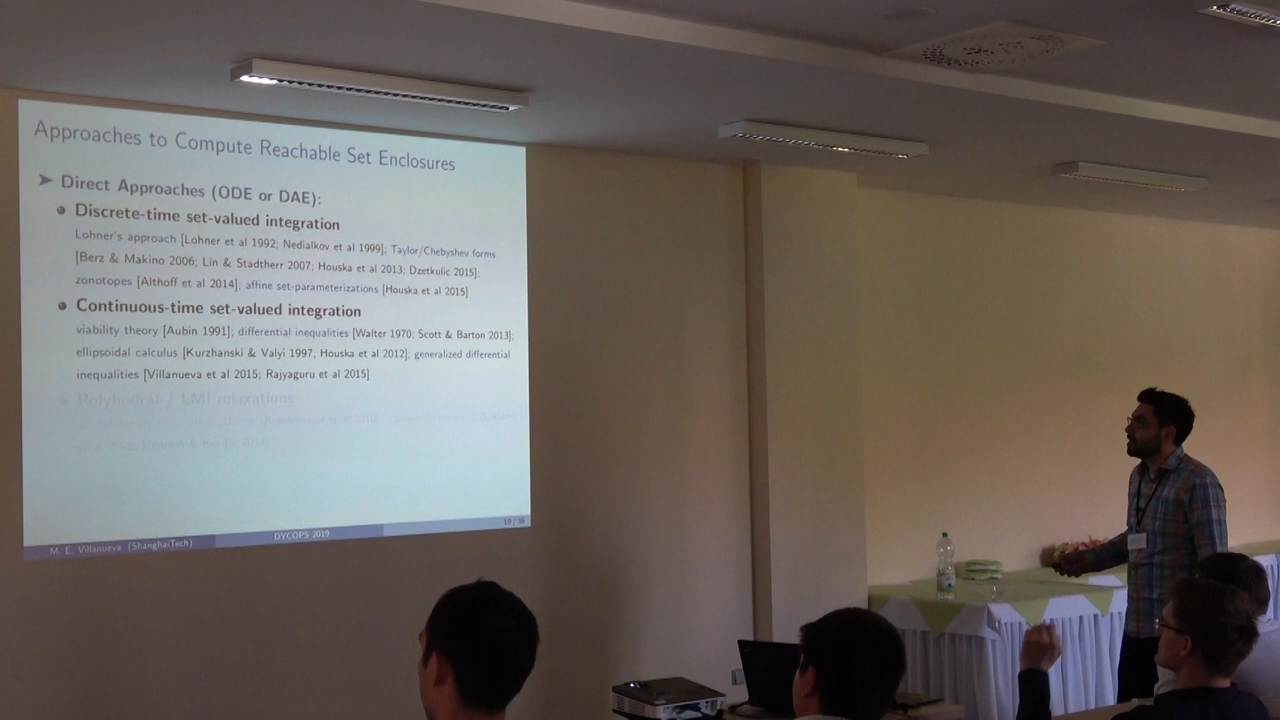 Approaches to Compute Reachable Set Enclosures
➤ Direct Approaches (ODE or DAE):
● Discrete-time set-valued integration
Lohner's approach [Lohner et al 1992; Nedialkov et al 1999]; Taylor/Chebyshev forms
[Berz & Makino 2006; Lin & Stadtherr 2007; Houska et al 2013; Dzetkulic 2015];
zonotopes [Althoff et al 2014]; affine set-parameterizations [Houska et al 2015]
● Continuous-time set-valued integration
viability theory [Aubin 1991]; differential inequalities [Walter 1970; Scott & Barton 2013];
ellipsoidal calculus [Kurzhanski & Valyi 1997; Houska et al 2012]; generalized differential
inequalities [Villanueva et al 2015; Rajyaguru et al 2015]
● Polyhedral / LMI relaxations
M. E. Villanueva (ShanghaiTech)
DYCOPS 2019
10 / 36